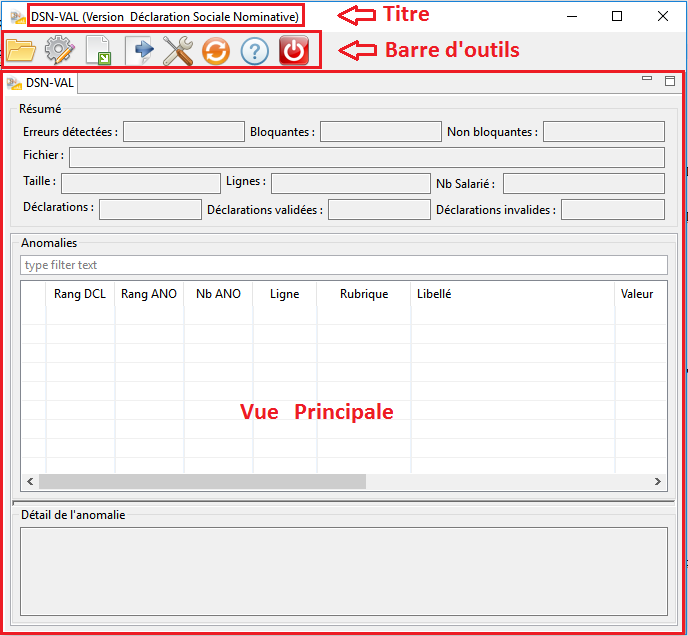 DSN-VAL (Version Déclaration Sociale Nominative)
Titre
Barre d'outils
DSN-VAL
Résumé
Erreurs détectées : Bloquantes : Non bloquantes :
Fichier :
Taille : Lignes : Nb Salarié :
Déclarations : Déclarations validées : Déclarations invalides :
Anomalies
type filter text
Rang DCL Rang ANO Nb ANO Ligne Rubrique Libellé Valeur
Vue Principale
Détail de l'anomalie